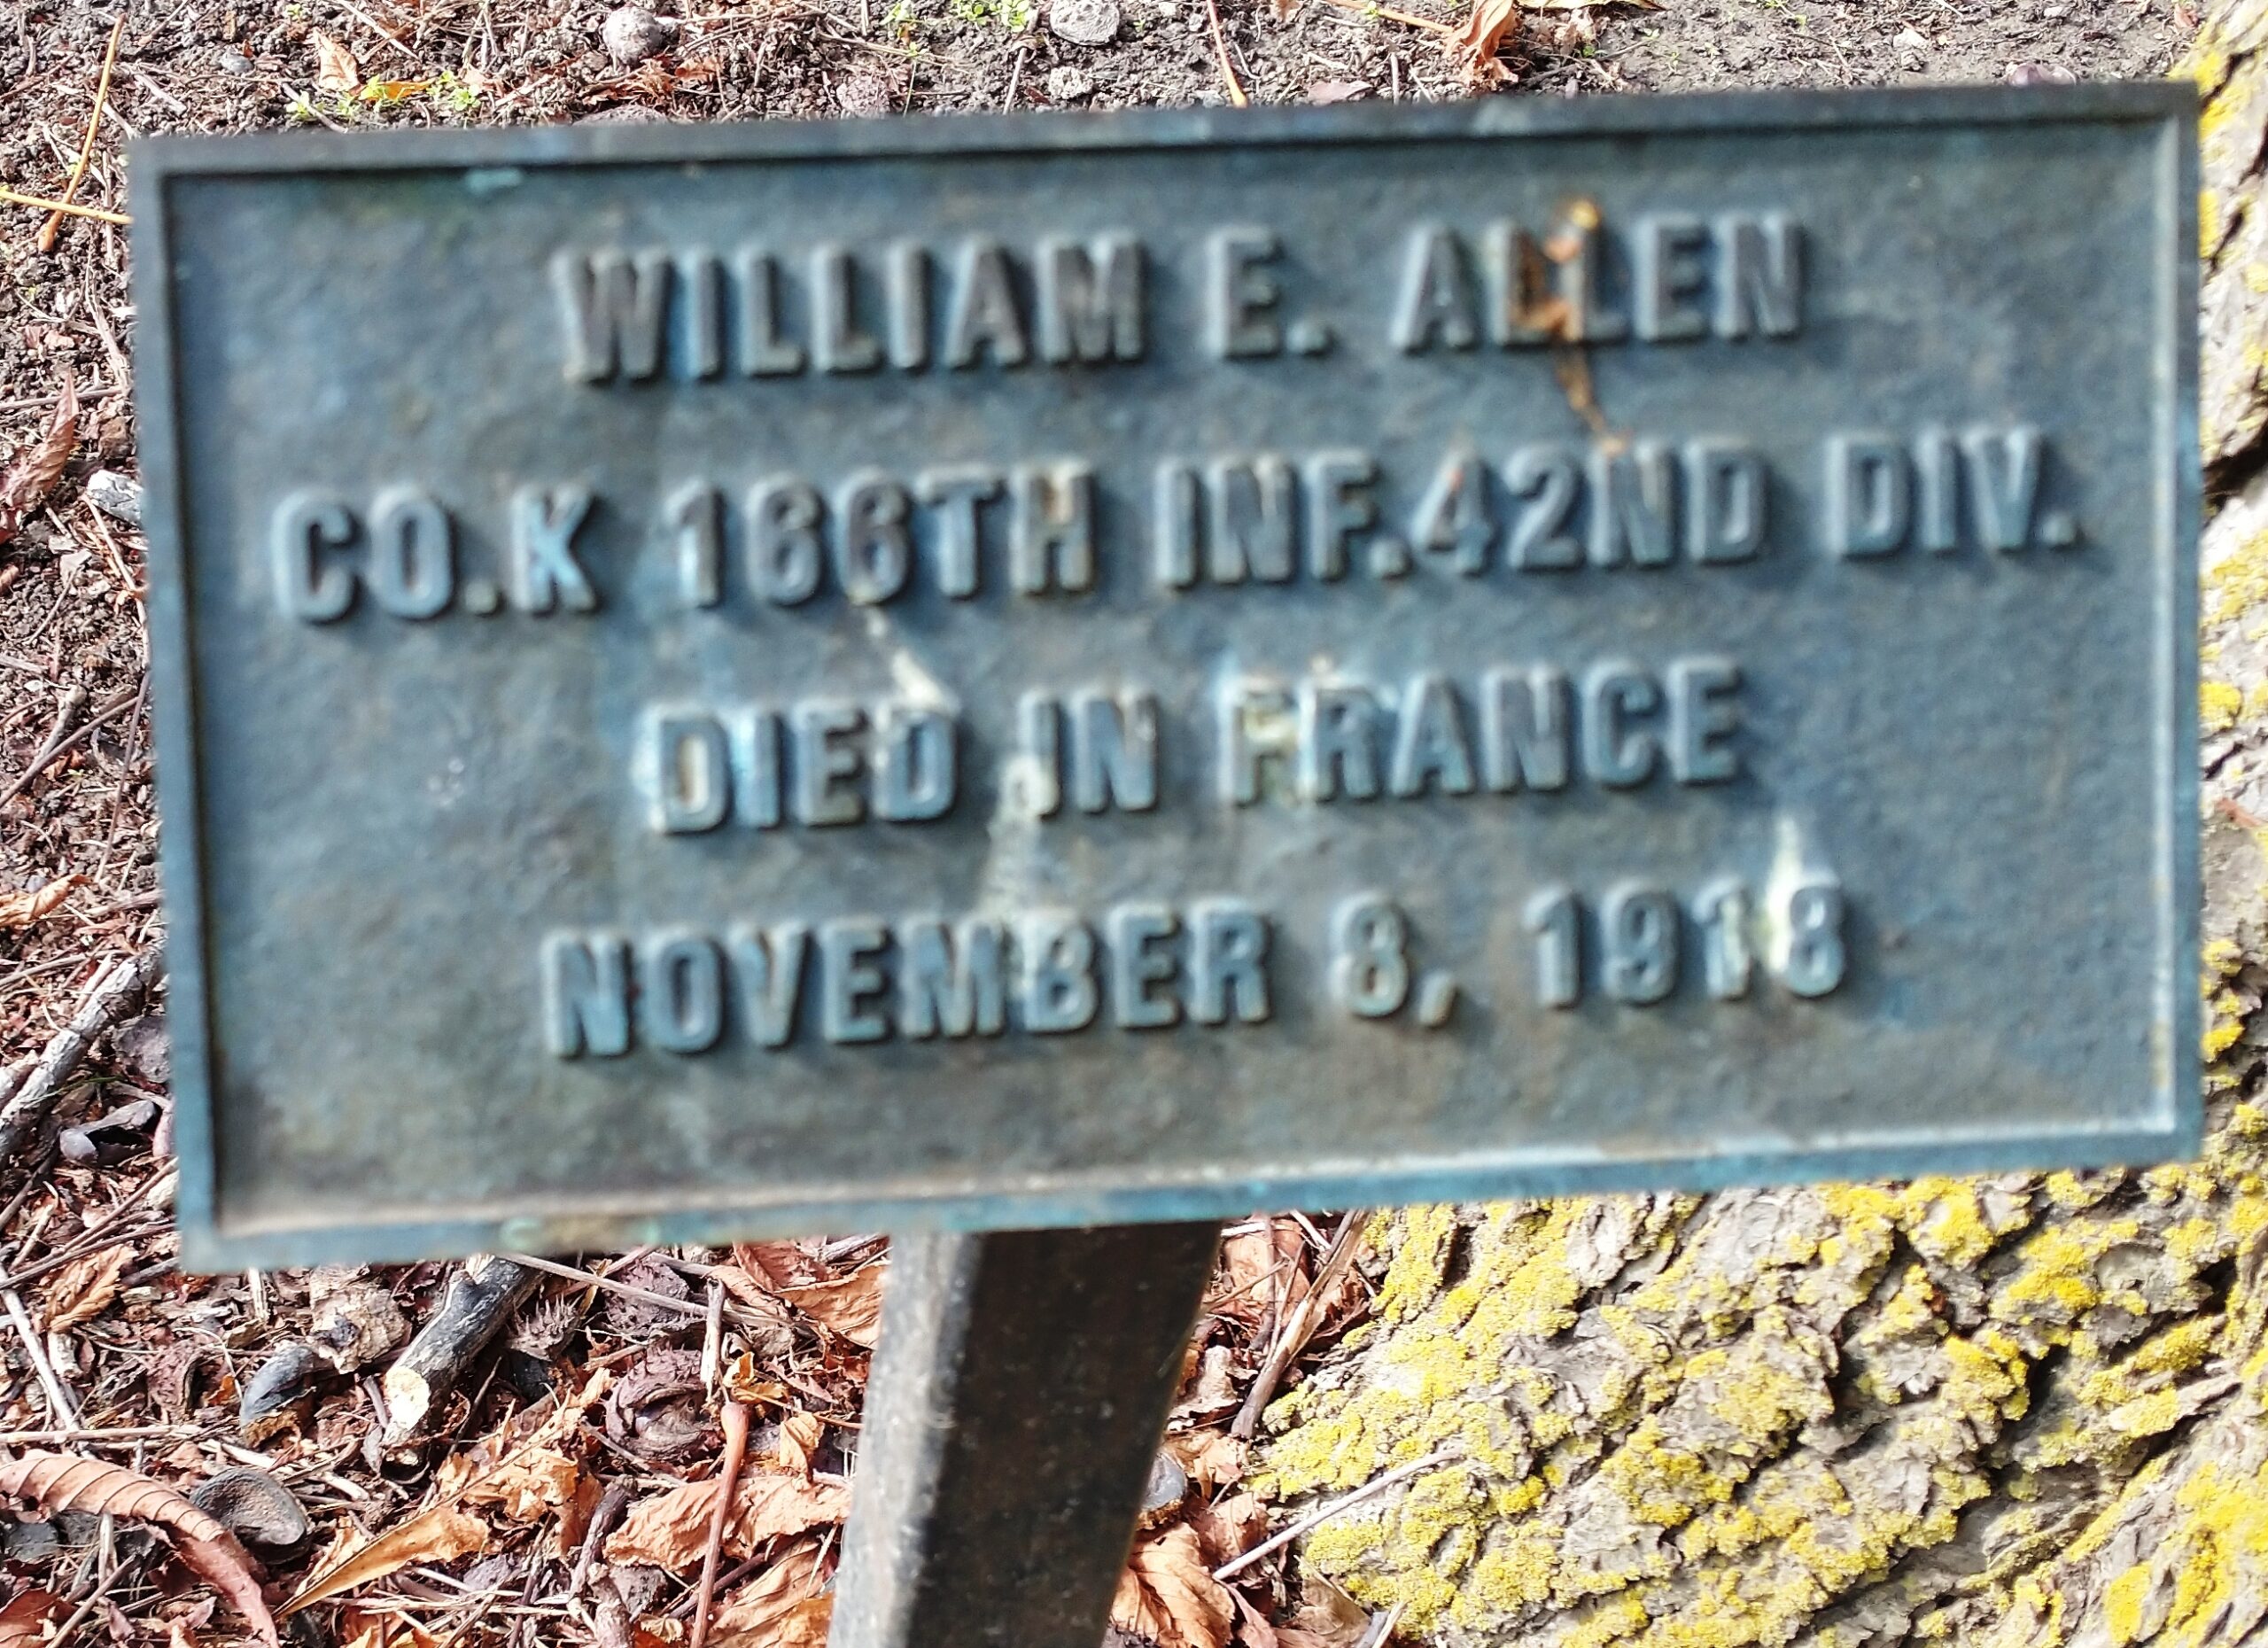 WILLIAM E. ALLEN
CO.K 166TH INF.42ND DIV.
DIED IN FRANCE
NOVEMBER 8, 1918